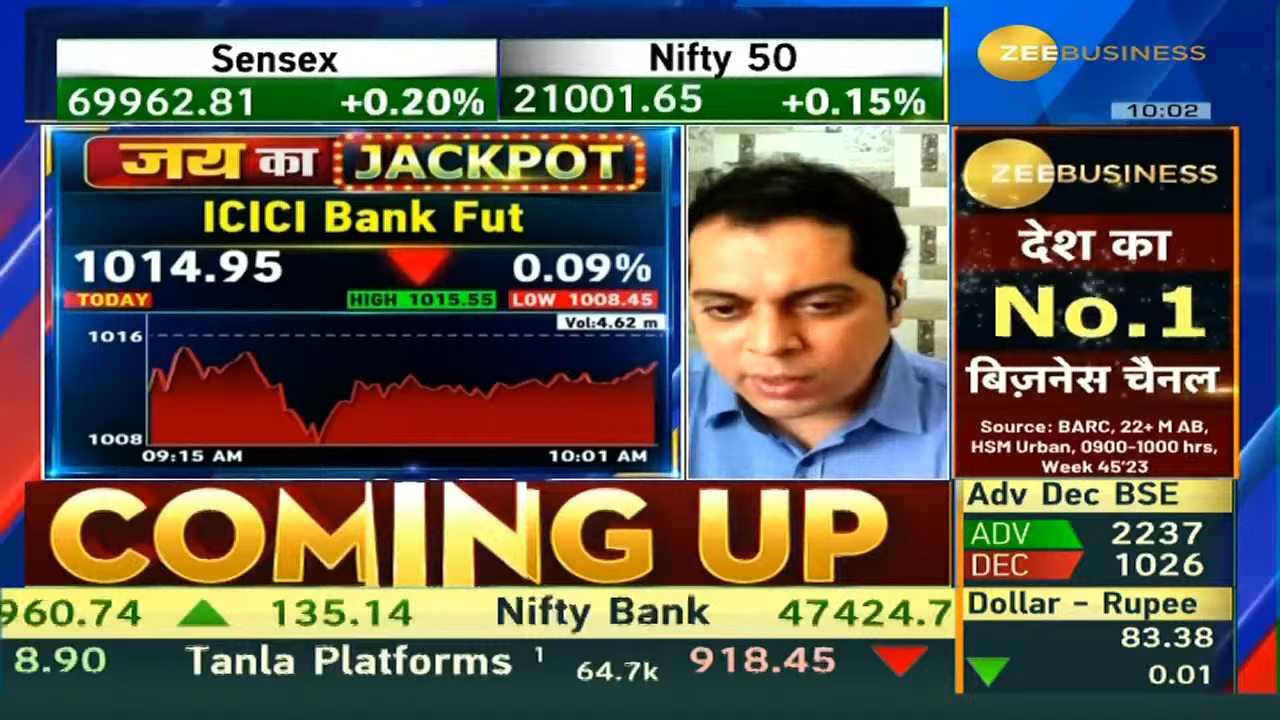 Sensex
69962.81 +0.20%
Nifty 50
21001.65 +0.15%
ZEEBUSINESS
10:02
जय का JACKPOT
ICICI Bank Fut
1014.95 0.09%
TODAY HIGH 1015.55 LOW 1008.45
Vol:4.62 m
1016
1008
09:15 AM 10:01 AM
ZEEBUSINESS
देश का
No.1
बिज़नेस चैनल
Source: BARC, 22+ M AB,
HSM Urban, 0900-1000 hrs,
Week 45'23
COMING UP
Adv Dec BSE
ADV 2237
DEC 1026
Dollar - Rupee
83.38
0.01
960.74 135.14 Nifty Bank 47424.7
8.90 Tanla Platforms 1 64.7k 918.45